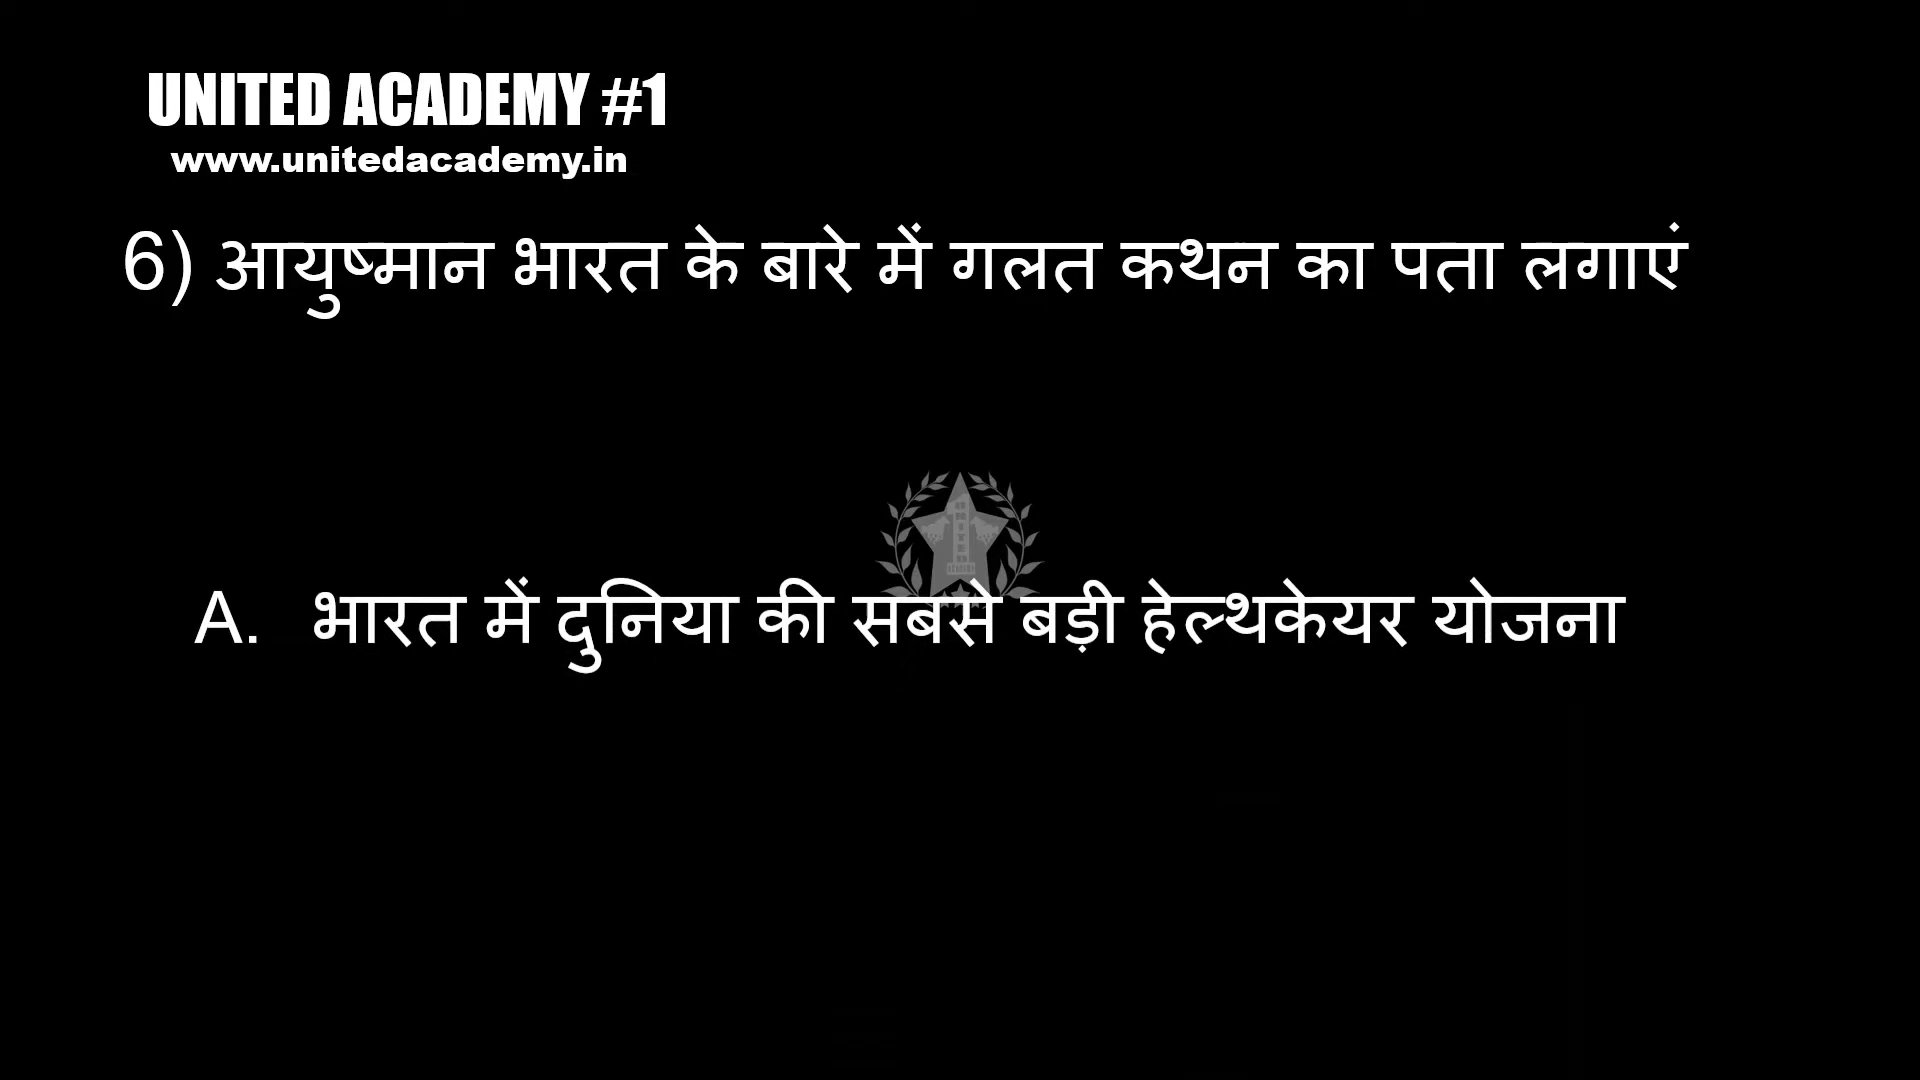 UNITED ACADEMY #1
www.unitedacademy.in
6) आयुष्मान भारत के बारे में गलत कथन का पता लगाएं
A. भारत में दुनिया की सबसे बड़ी हेल्थकेयर योजना